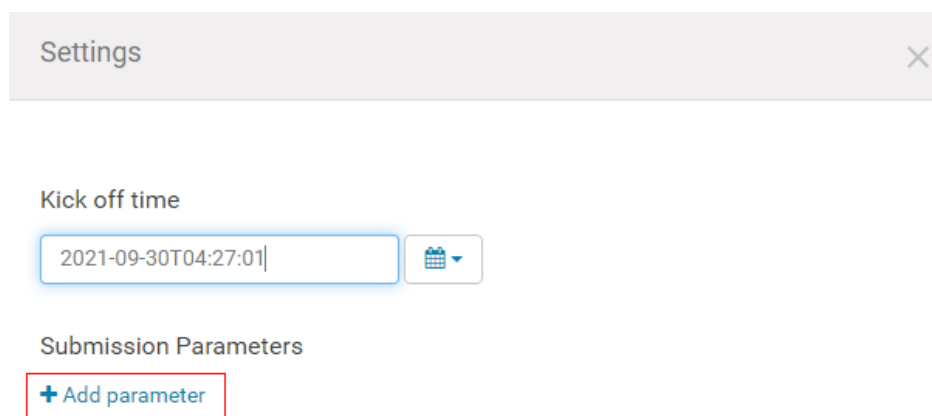 Settings
Kick off time
2021-09-30T04:27:01
Submission Parameters
+ Add parameter